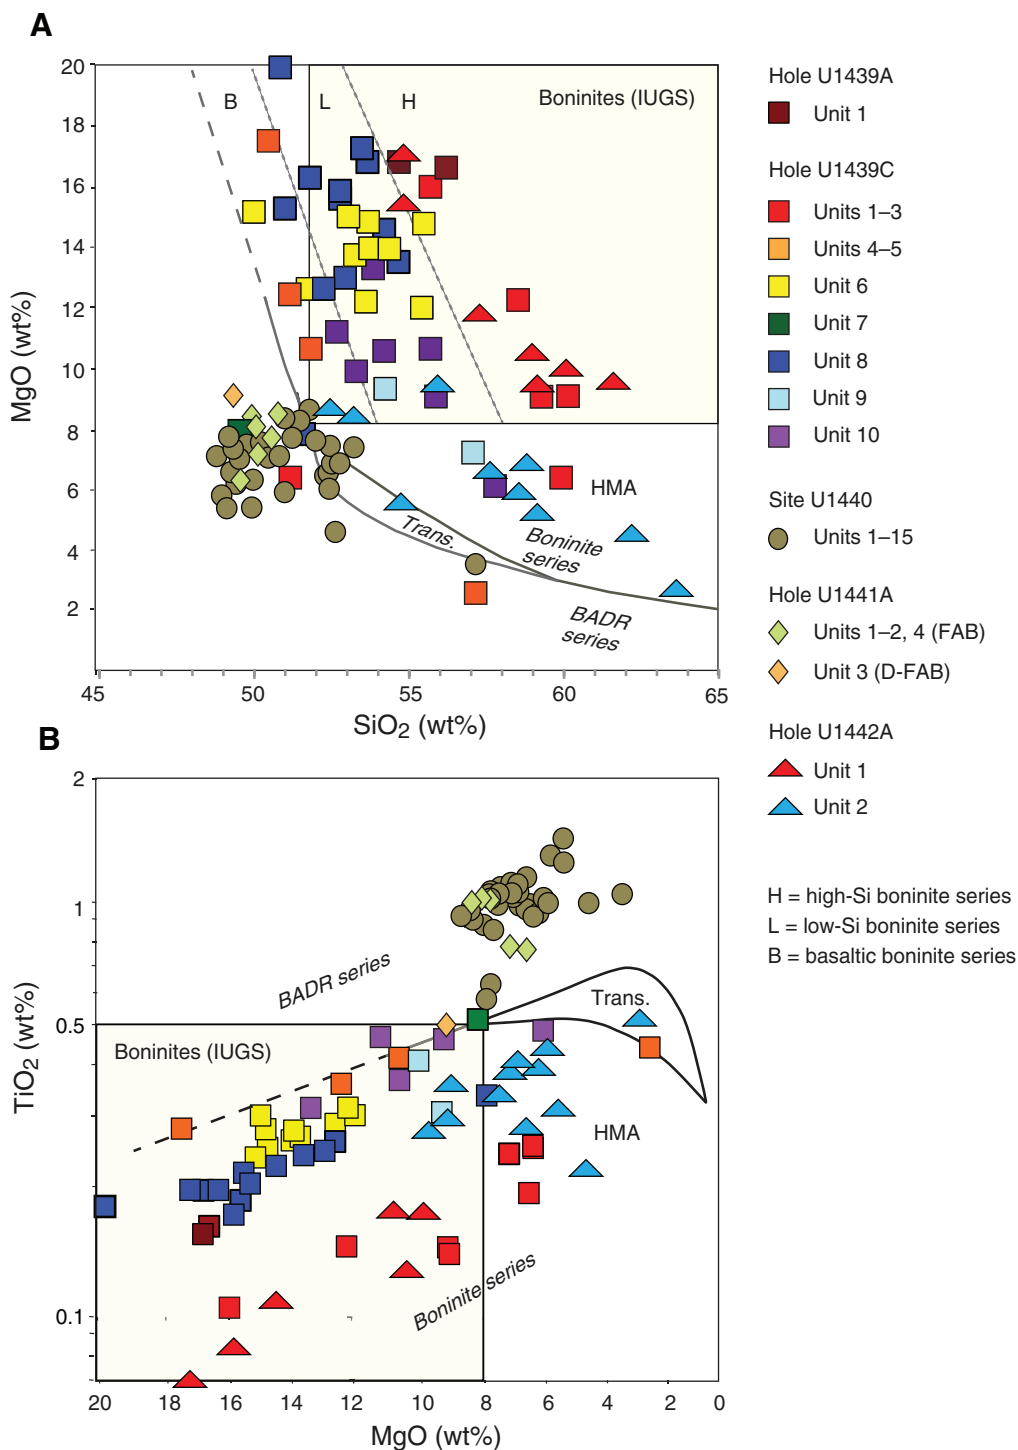 A
20
18
16
14
12
10
8
6
4
2
MgO (wt%)
B
L
H
Boninites (IUGS)
HMA
Trans.
Boninite
series
BADR
series
45
50
55
60
65
SiO2 (wt%)
Hole U1439A
Unit 1
Hole U1439C
Units 1–3
Units 4–5
Unit 6
Unit 7
Unit 8
Unit 9
Unit 10
Site U1440
Units 1–15
Hole U1441A
Units 1–2, 4 (FAB)
Unit 3 (D-FAB)
Hole U1442A
Unit 1
Unit 2
H = high-Si boninite series
L = low-Si boninite series
B = basaltic boninite series
B
2
1
0.5
0.1
TiO2 (wt%)
BADR series
Trans.
Boninites (IUGS)
HMA
Boninite series
20
18
16
14
12
10
8
6
4
2
0
MgO (wt%)